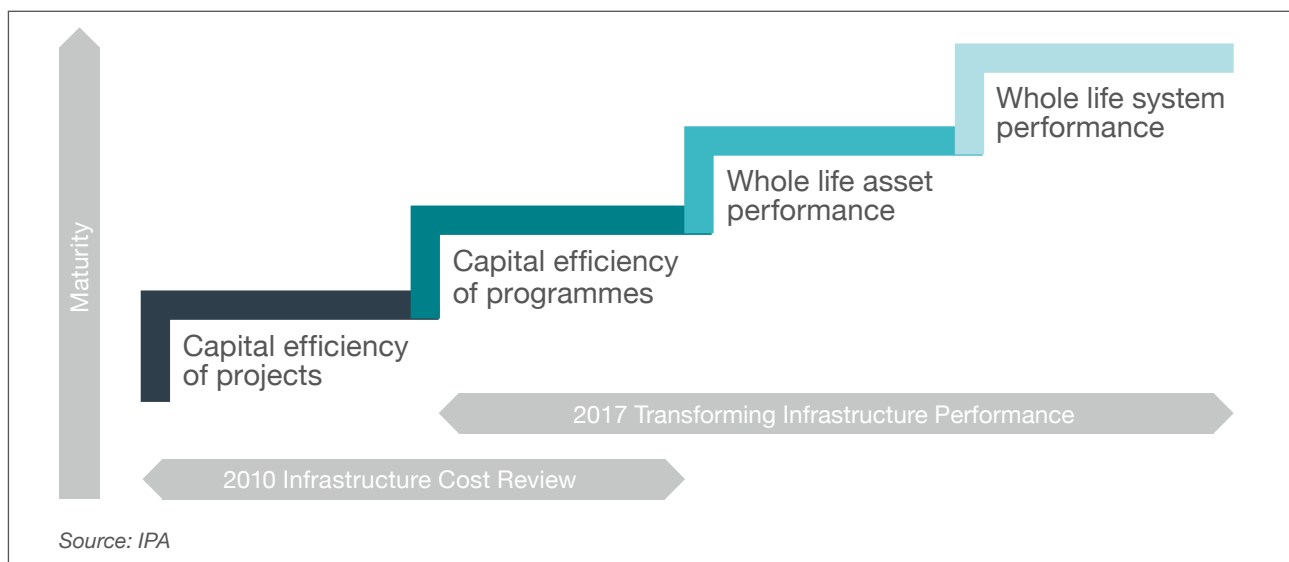 Maturity
Whole life system
performance
Whole life asset
performance
Capital efficiency
of programmes
Capital efficiency
of projects
2017 Transforming Infrastructure Performance
2010 Infrastructure Cost Review
Source: IPA